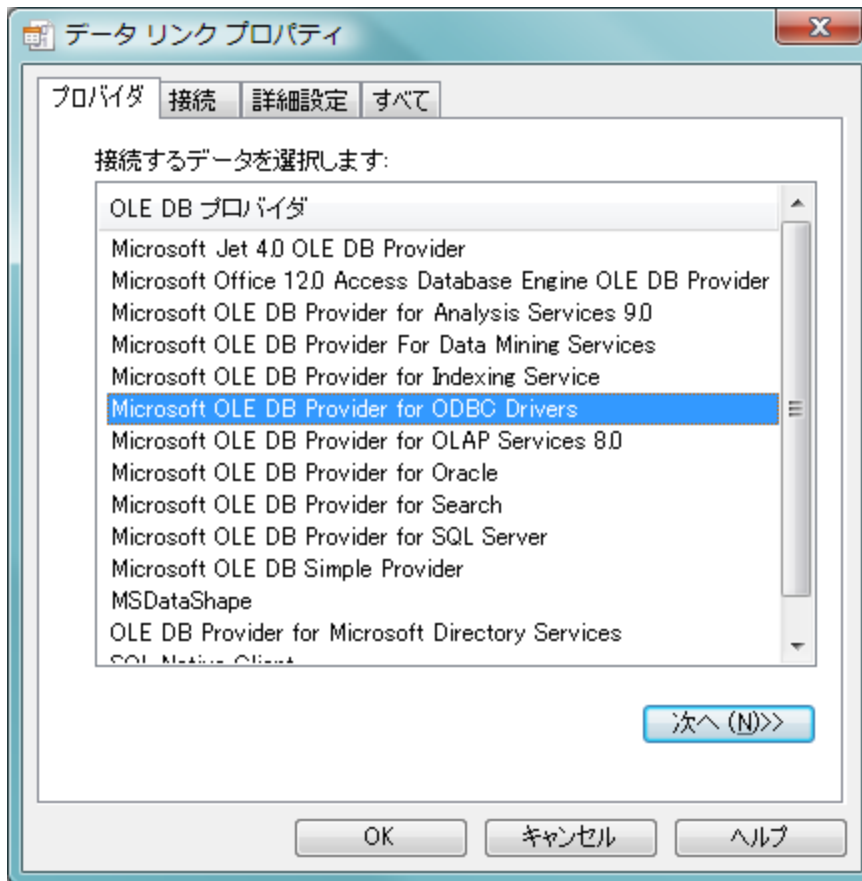 データ リンク プロパティ
プロバイダ 接続 詳細設定 すべて
接続するデータを選択します:
OLE DB プロバイダ
Microsoft Jet 4.0 OLE DB Provider
Microsoft Office 12.0 Access Database Engine OLE DB Provider
Microsoft OLE DB Provider for Analysis Services 9.0
Microsoft OLE DB Provider For Data Mining Services
Microsoft OLE DB Provider for Indexing Service
Microsoft OLE DB Provider for ODBC Drivers
Microsoft OLE DB Provider for OLAP Services 8.0
Microsoft OLE DB Provider for Oracle
Microsoft OLE DB Provider for Search
Microsoft OLE DB Provider for SQL Server
Microsoft OLE DB Simple Provider
MSDataShape
OLE DB Provider for Microsoft Directory Services
SQL Native Client
次へ (N)>>
OK キャンセル ヘルプ